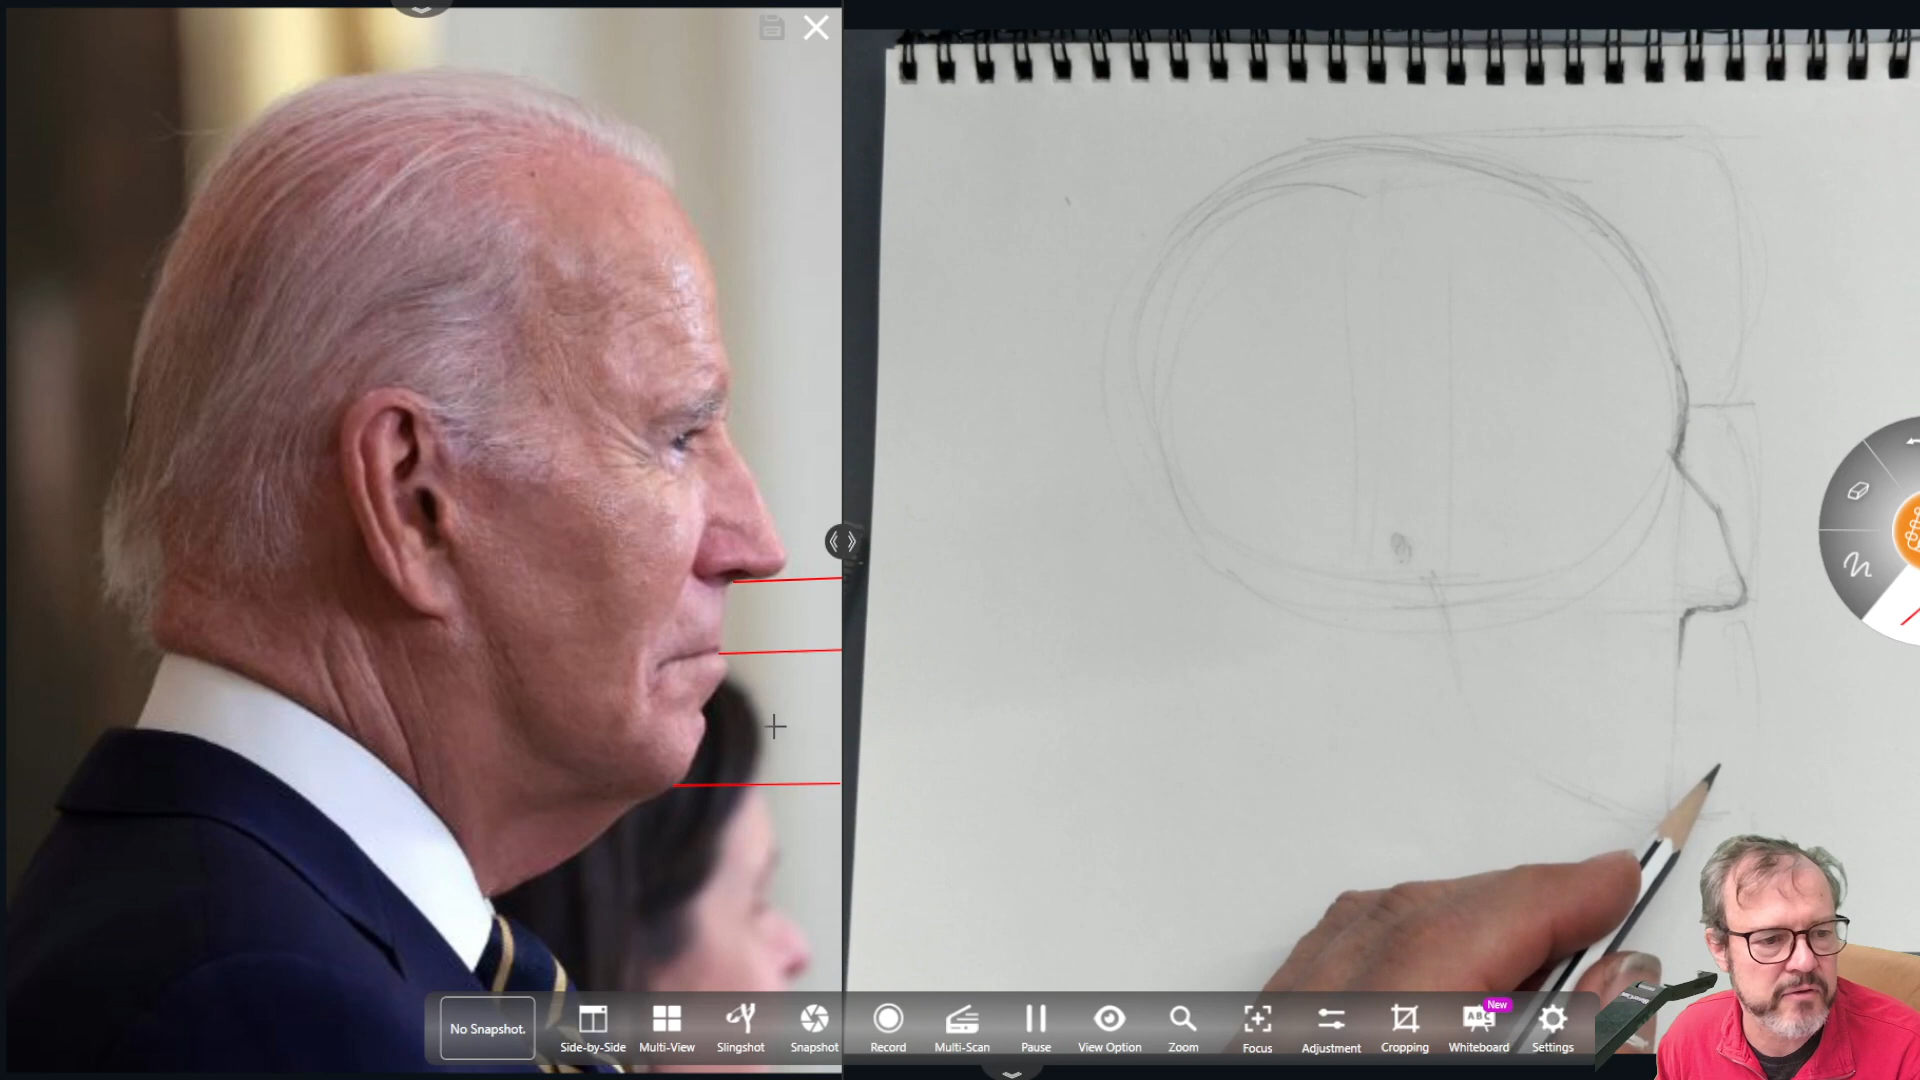 No Snapshot.
Side-by-Side
Multi-View
Slingshot
Snapshot
Record
Multi-Scan
Pause
View Option
Zoom
Focus
Adjustment
Cropping
New
ABC
Whiteboard
Settings